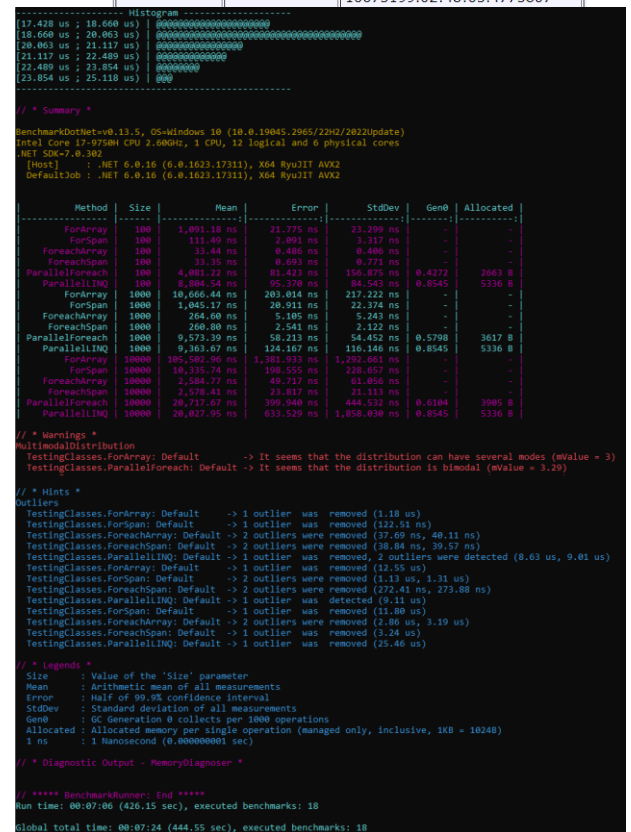 10675199.02:48:05.4775807
------------------- Histogram -------------------
[17.428 us ; 18.660 us) | @@@@@@@@@@@@@@@@@@@@@
[18.660 us ; 20.063 us) | @@@@@@@@@@@@@@@@@@@@@@@@@@@@@@@@@@@@@@
[20.063 us ; 21.117 us) | @@@@@@@@@@@@@@@@
[21.117 us ; 22.489 us) | @@@@@@@@@@@@@
[22.489 us ; 23.854 us) | @@@@@@@@
[23.854 us ; 25.118 us) | @@@
---------------------------------------------------
// * Summary *
BenchmarkDotNet=v0.13.5, OS=Windows 10 (10.0.19045.2965/22H2/2022Update)
Intel Core i7-9750H CPU 2.60GHz, 1 CPU, 12 logical and 6 physical cores
.NET SDK=7.0.302
[Host]     : .NET 6.0.16 (6.0.1623.17311), X64 RyuJIT AVX2
DefaultJob : .NET 6.0.16 (6.0.1623.17311), X64 RyuJIT AVX2
|          Method |  Size |          Mean |        Error |       StdDev |   Gen0 | Allocated |
|---------------- |------ |--------------:|-------------:|-------------:|-------:|----------:|
|        ForArray |   100 |   1,091.18 ns |    21.775 ns |    23.299 ns |      - |         - |
|         ForSpan |   100 |     111.49 ns |     2.091 ns |     3.317 ns |      - |         - |
|    ForeachArray |   100 |      33.44 ns |     0.486 ns |     0.406 ns |      - |         - |
|     ForeachSpan |   100 |      33.35 ns |     0.693 ns |     0.771 ns |      - |         - |
| ParallelForeach |   100 |   4,081.22 ns |    81.423 ns |   156.875 ns | 0.4272 |    2663 B |
|    ParallelLINQ |   100 |   8,804.54 ns |    95.370 ns |    84.543 ns | 0.8545 |    5336 B |
|        ForArray |  1000 |  10,666.44 ns |   203.014 ns |   217.222 ns |      - |         - |
|         ForSpan |  1000 |   1,045.17 ns |    20.911 ns |    22.374 ns |      - |         - |
|    ForeachArray |  1000 |     264.60 ns |     5.105 ns |     5.243 ns |      - |         - |
|     ForeachSpan |  1000 |     260.80 ns |     2.541 ns |     2.122 ns |      - |         - |
| ParallelForeach |  1000 |   9,573.39 ns |    58.213 ns |    54.452 ns | 0.5798 |    3617 B |
|    ParallelLINQ |  1000 |   9,363.67 ns |   124.167 ns |   116.146 ns | 0.8545 |    5336 B |
|        ForArray | 10000 | 105,502.96 ns | 1,381.933 ns | 1,292.661 ns |      - |         - |
|         ForSpan | 10000 |  10,335.74 ns |   198.555 ns |   228.657 ns |      - |         - |
|    ForeachArray | 10000 |   2,584.77 ns |    49.717 ns |    61.056 ns |      - |         - |
|     ForeachSpan | 10000 |   2,578.41 ns |    23.817 ns |    21.113 ns |      - |         - |
| ParallelForeach | 10000 |  20,717.67 ns |   399.940 ns |   444.532 ns | 0.6104 |    3905 B |
|    ParallelLINQ | 10000 |  20,027.95 ns |   633.529 ns | 1,858.030 ns | 0.8545 |    5336 B |
// * Warnings *
MultimodalDistribution
TestingClasses.ForArray: Default        -> It seems that the distribution can have several modes (mValue = 3)
TestingClasses.ParallelForeach: Default -> It seems that the distribution is bimodal (mValue = 3.29)
// * Hints *
Outliers
TestingClasses.ForArray: Default     -> 1 outlier  was  removed (1.18 us)
TestingClasses.ForSpan: Default      -> 1 outlier  was  removed (122.51 ns)
TestingClasses.ForeachArray: Default -> 2 outliers were removed (37.69 ns, 40.11 ns)
TestingClasses.ForeachSpan: Default  -> 2 outliers were removed (38.84 ns, 39.57 ns)
TestingClasses.ParallelLINQ: Default -> 1 outlier  was  removed, 2 outliers were detected (8.63 us, 9.01 us)
TestingClasses.ForArray: Default     -> 1 outlier  was  removed (12.55 us)
TestingClasses.ForSpan: Default      -> 2 outliers were removed (1.13 us, 1.31 us)
TestingClasses.ForeachSpan: Default  -> 2 outliers were removed (272.41 ns, 273.88 ns)
TestingClasses.ParallelLINQ: Default -> 1 outlier  was  detected (9.11 us)
TestingClasses.ForSpan: Default      -> 1 outlier  was  removed (11.80 us)
TestingClasses.ForeachArray: Default -> 2 outliers were removed (2.86 us, 3.19 us)
TestingClasses.ForeachSpan: Default  -> 1 outlier  was  removed (3.24 us)
TestingClasses.ParallelLINQ: Default -> 1 outlier  was  removed (25.46 us)
// * Legends *
Size      : Value of the 'Size' parameter
Mean      : Arithmetic mean of all measurements
Error     : Half of 99.9% confidence interval
StdDev    : Standard deviation of all measurements
Gen0      : GC Generation 0 collects per 1000 operations
Allocated : Allocated memory per single operation (managed only, inclusive, 1KB = 1024B)
1 ns      : 1 Nanosecond (0.000000001 sec)
// * Diagnostic Output - MemoryDiagnoser *
// ***** BenchmarkRunner: End *****
Run time: 00:07:06 (426.15 sec), executed benchmarks: 18
Global total time: 00:07:24 (444.55 sec), executed benchmarks: 18